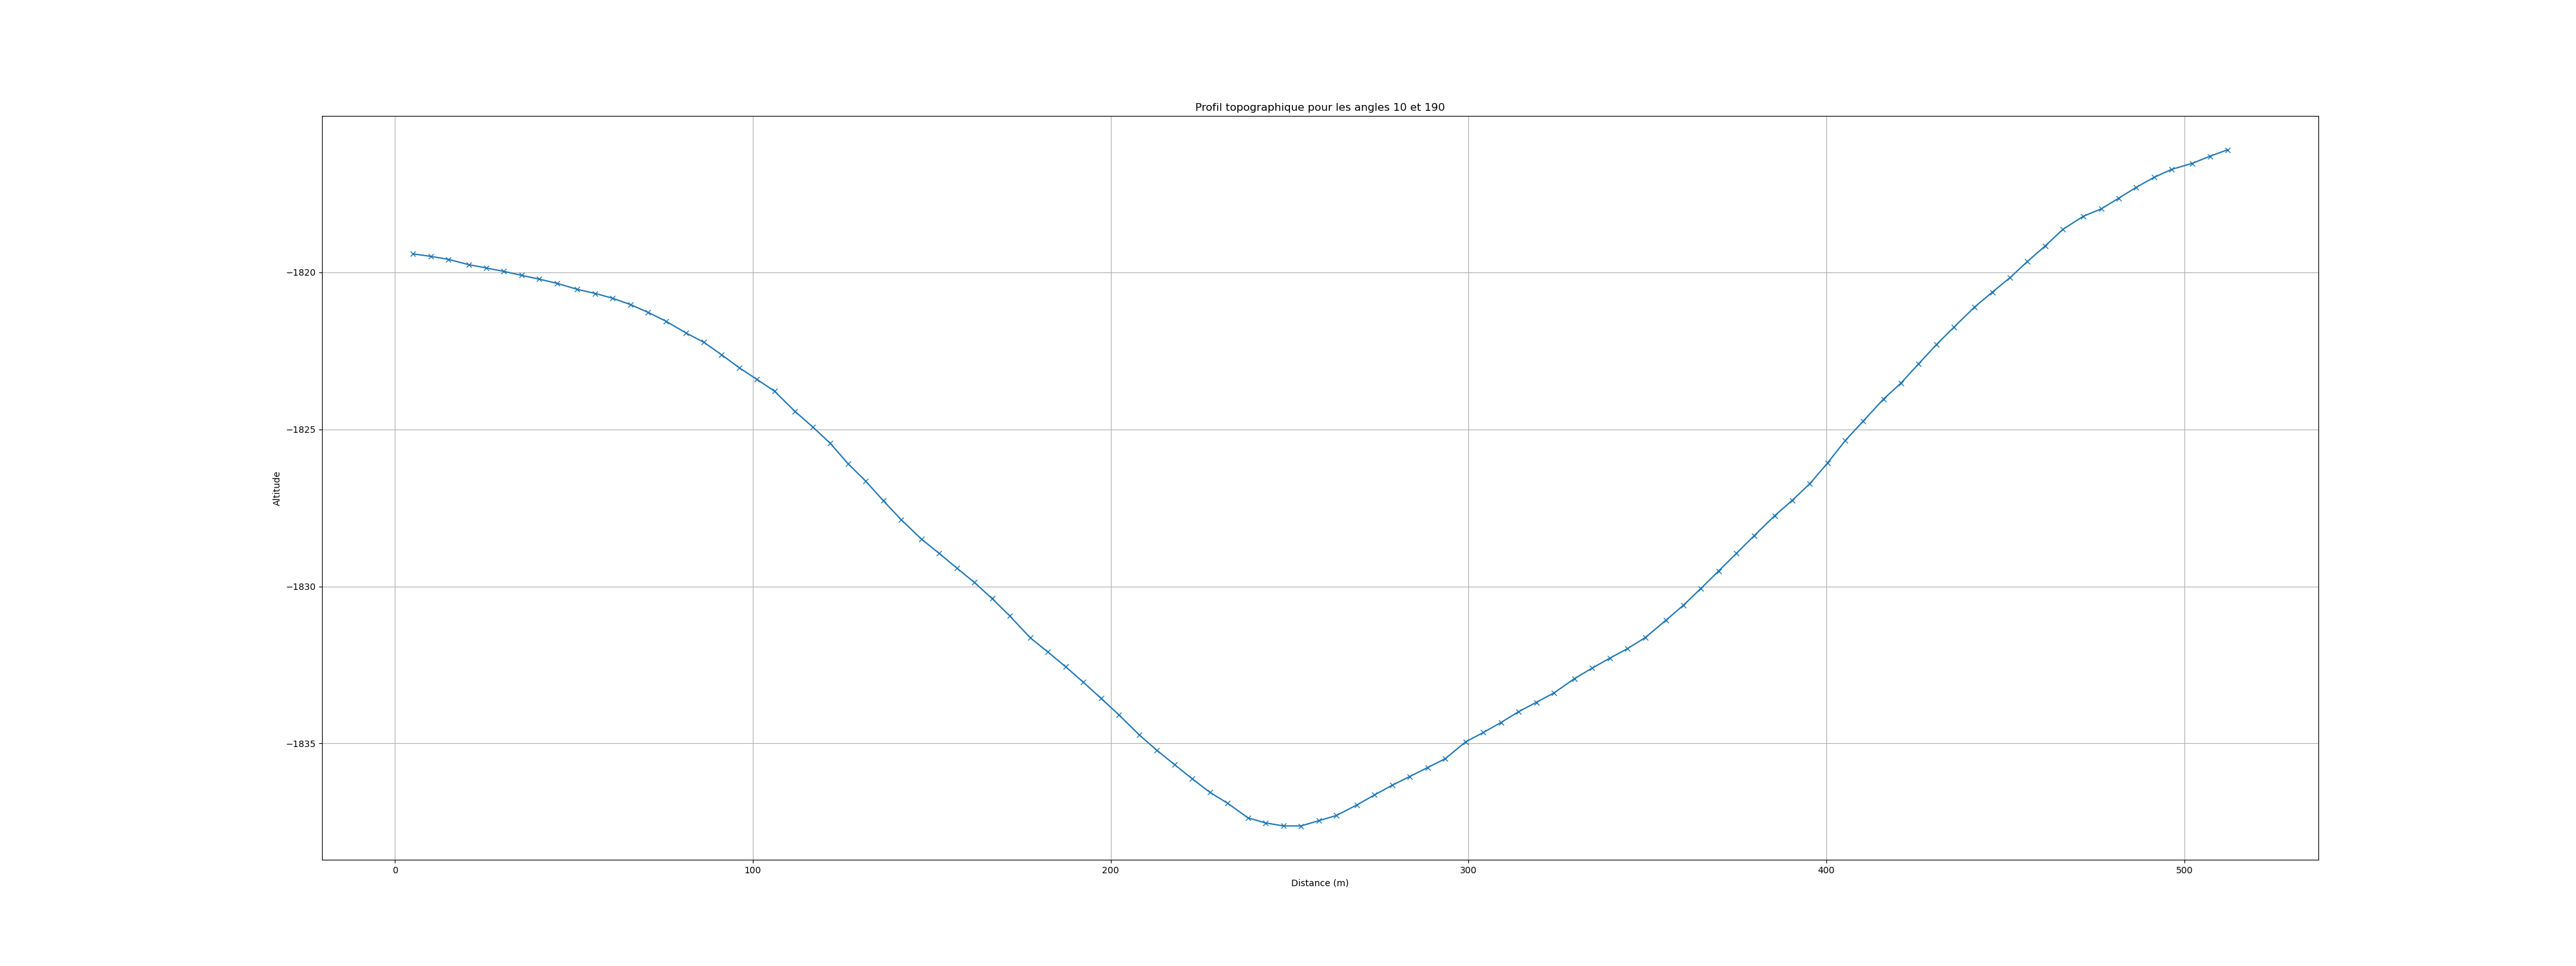 Profil topographique pour les angles 10 et 190
−1820
−1825
−1830
−1835
Altitude
0 100 200 300 400 500
Distance (m)